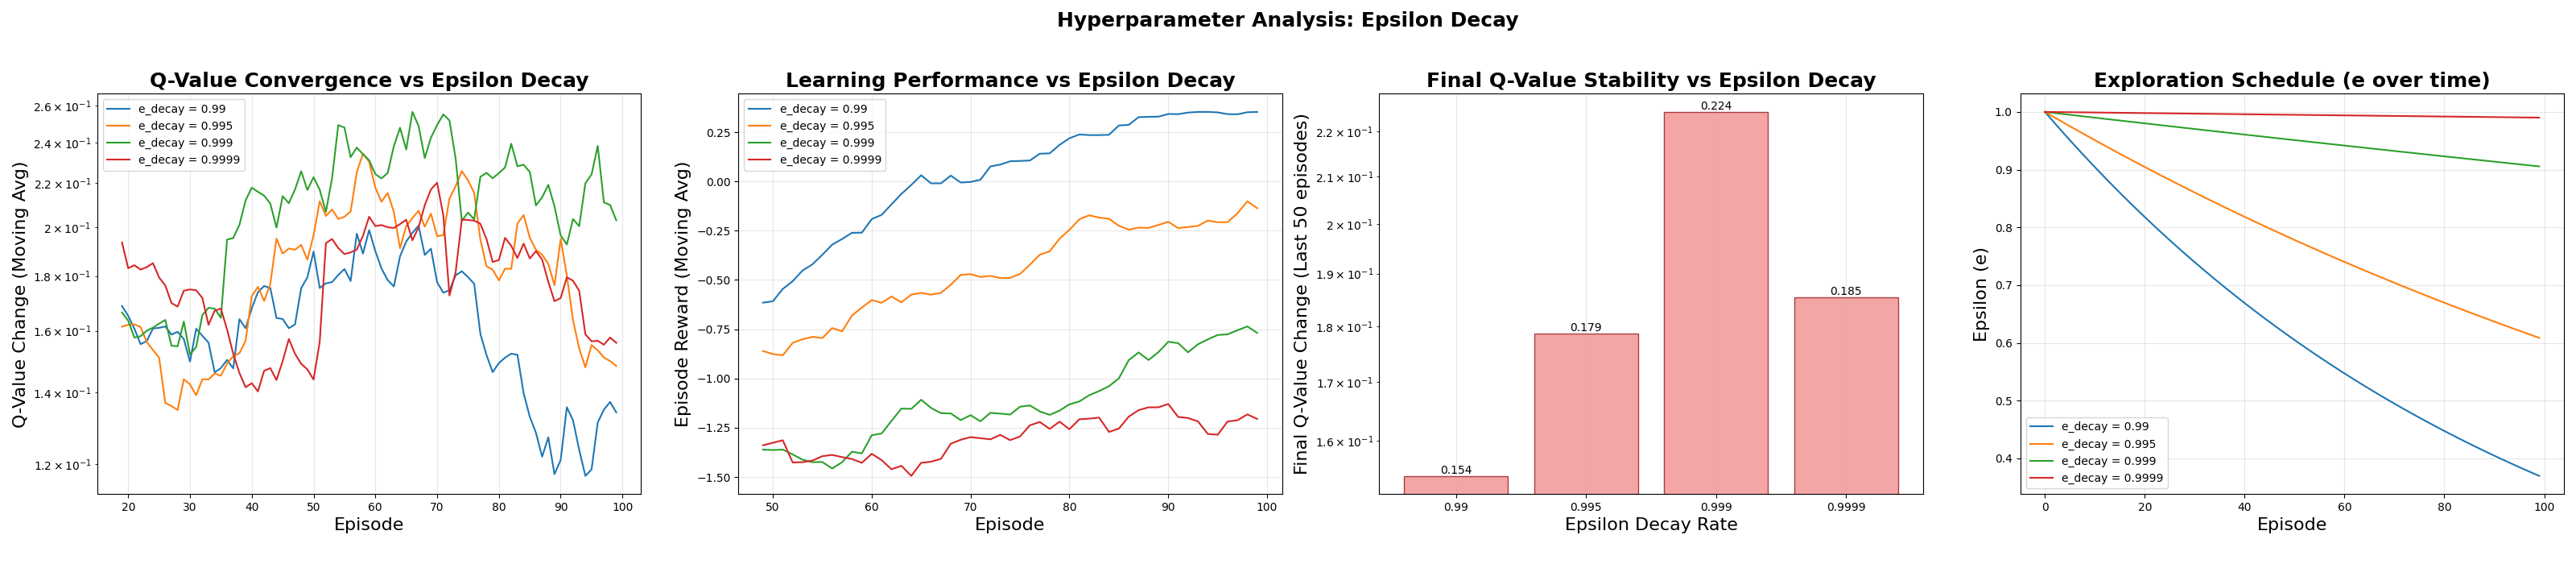 Hyperparameter Analysis: Epsilon Decay
Q-Value Convergence vs Epsilon Decay
Q-Value Change (Moving Avg)
2.6 × 10⁻¹
2.4 × 10⁻¹
2.2 × 10⁻¹
2 × 10⁻¹
1.8 × 10⁻¹
1.6 × 10⁻¹
1.4 × 10⁻¹
1.2 × 10⁻¹
e_decay = 0.99
e_decay = 0.995
e_decay = 0.999
e_decay = 0.9999
20 30 40 50 60 70 80 90 100
Episode
Learning Performance vs Epsilon Decay
Episode Reward (Moving Avg)
0.25
0.00
−0.25
−0.50
−0.75
−1.00
−1.25
−1.50
e_decay = 0.99
e_decay = 0.995
e_decay = 0.999
e_decay = 0.9999
50 60 70 80 90 100
Episode
Final Q-Value Stability vs Epsilon Decay
Final Q-Value Change (Last 50 episodes)
2.2 × 10⁻¹
2.1 × 10⁻¹
2 × 10⁻¹
1.9 × 10⁻¹
1.8 × 10⁻¹
1.7 × 10⁻¹
1.6 × 10⁻¹
0.154
0.179
0.224
0.185
0.99 0.995 0.999 0.9999
Epsilon Decay Rate
Exploration Schedule (e over time)
Epsilon (e)
1.0
0.9
0.8
0.7
0.6
0.5
0.4
e_decay = 0.99
e_decay = 0.995
e_decay = 0.999
e_decay = 0.9999
0 20 40 60 80 100
Episode